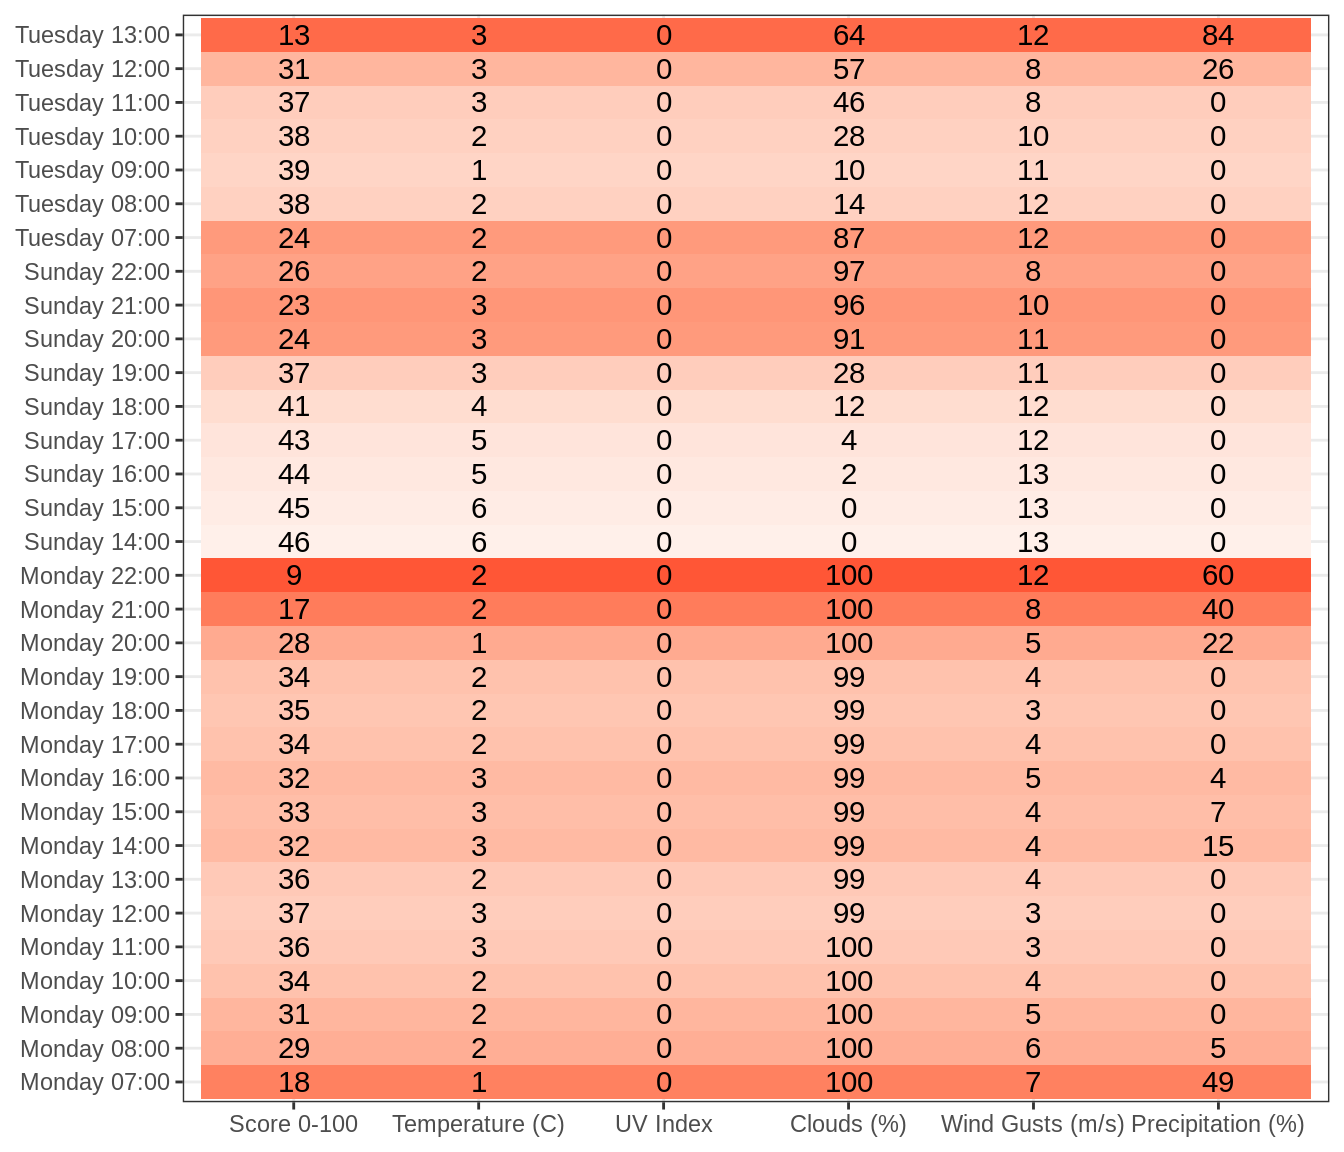 Tuesday 13:00 13 3 0 64 12 84
Tuesday 12:00 31 3 0 57 8 26
Tuesday 11:00 37 3 0 46 8 0
Tuesday 10:00 38 2 0 28 10 0
Tuesday 09:00 39 1 0 10 11 0
Tuesday 08:00 38 2 0 14 12 0
Tuesday 07:00 24 2 0 87 12 0
Sunday 22:00 26 2 0 97 8 0
Sunday 21:00 23 3 0 96 10 0
Sunday 20:00 24 3 0 91 11 0
Sunday 19:00 37 3 0 28 11 0
Sunday 18:00 41 4 0 12 12 0
Sunday 17:00 43 5 0 4 12 0
Sunday 16:00 44 5 0 2 13 0
Sunday 15:00 45 6 0 0 13 0
Sunday 14:00 46 6 0 0 13 0
Monday 22:00 9 2 0 100 12 60
Monday 21:00 17 2 0 100 8 40
Monday 20:00 28 1 0 100 5 22
Monday 19:00 34 2 0 99 4 0
Monday 18:00 35 2 0 99 3 0
Monday 17:00 34 2 0 99 4 0
Monday 16:00 32 3 0 99 5 4
Monday 15:00 33 3 0 99 4 7
Monday 14:00 32 3 0 99 4 15
Monday 13:00 36 2 0 99 4 0
Monday 12:00 37 3 0 99 3 0
Monday 11:00 36 3 0 100 3 0
Monday 10:00 34 2 0 100 4 0
Monday 09:00 31 2 0 100 5 0
Monday 08:00 29 2 0 100 6 5
Monday 07:00 18 1 0 100 7 49
Score 0-100 Temperature (C) UV Index Clouds (%) Wind Gusts (m/s) Precipitation (%)